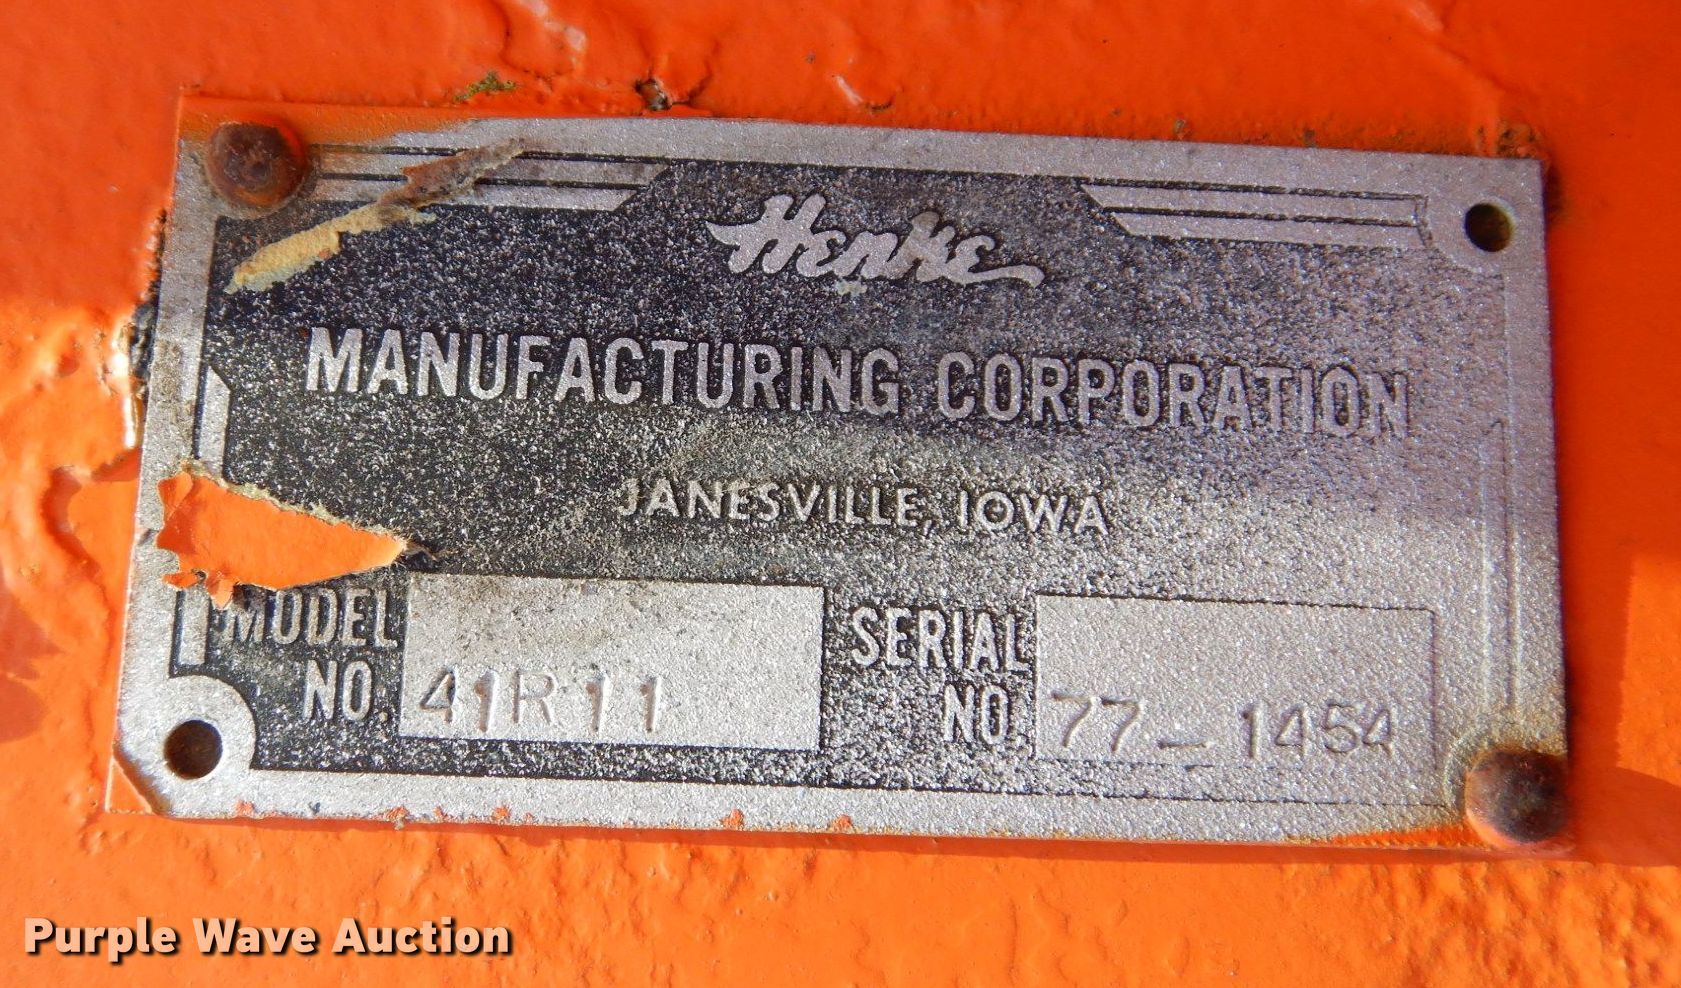 Henke
MANUFACTURING CORPORATION
JANESVILLE, IOWA
MODEL NO. 41R11
SERIAL NO. 77-1454
Purple Wave Auction